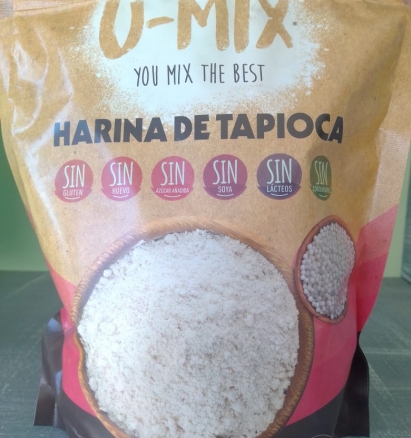 U-MIX
YOU MIX THE BEST
HARINA DE TAPIOCA
SIN GLUTEN
SIN HUEVO
SIN AZÚCAR AÑADIDA
SIN SOYA
SIN LÁCTEOS
SIN